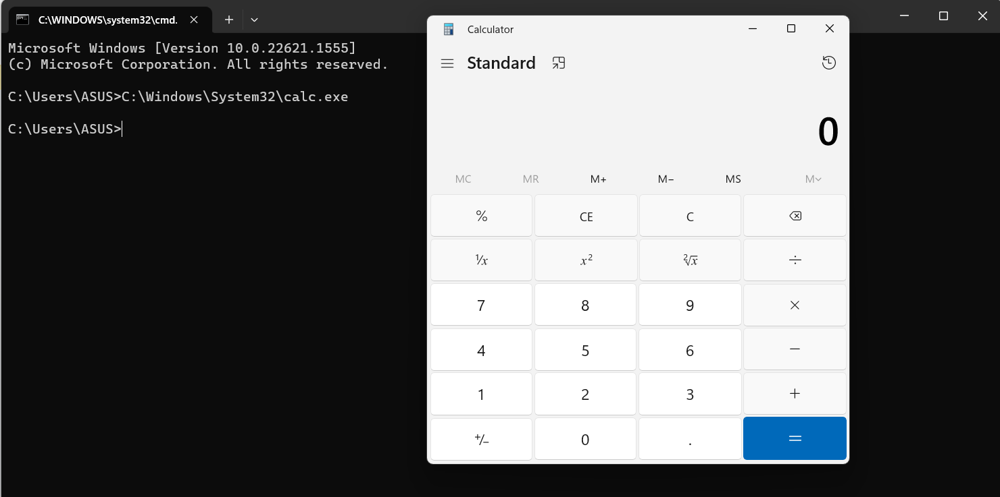 C:\WINDOWS\system32\cmd.
Microsoft Windows [Version 10.0.22621.1555]
(c) Microsoft Corporation. All rights reserved.
C:\Users\ASUS>C:\Windows\System32\calc.exe
C:\Users\ASUS>
Calculator
Standard
0
MC MR M+ M− MS M
% CE C
¹⁄x x² ²√x ÷
7 8 9 ×
4 5 6 −
1 2 3 +
+/− 0 . =